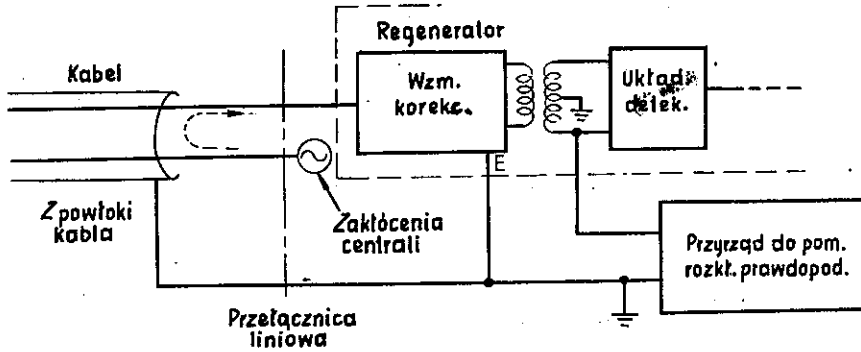 Regenerator
Kabel
Wzm.
korekc.
Układ
detek.
E
Z powłoki
kabla
Zakłócenia
centrali
Przyrząd do pom.
rozkł. prawdopod.
Przełącznica
liniowa